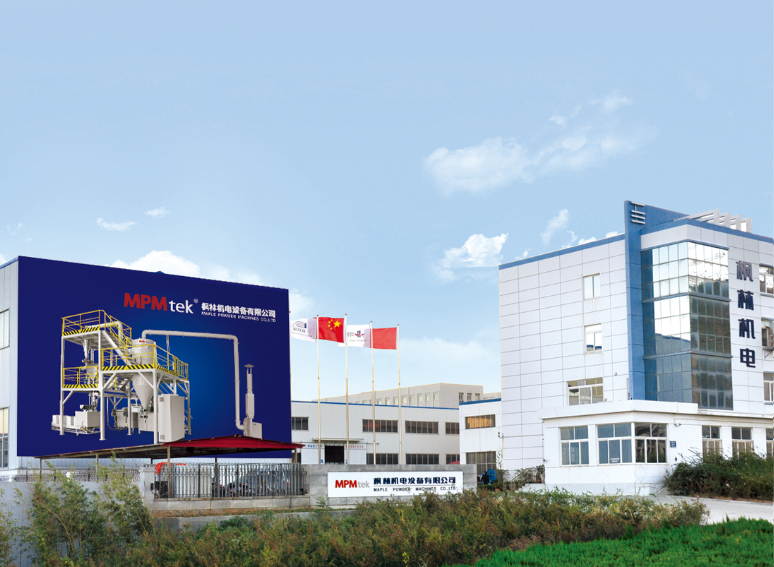 MPMtek® 枫林机电设备有限公司
MAPLE POWDER MACHINES CO.,LTD
枫林机电
MPMtek 枫林机电设备有限公司
MAPLE POWDER MACHINES CO.,LTD